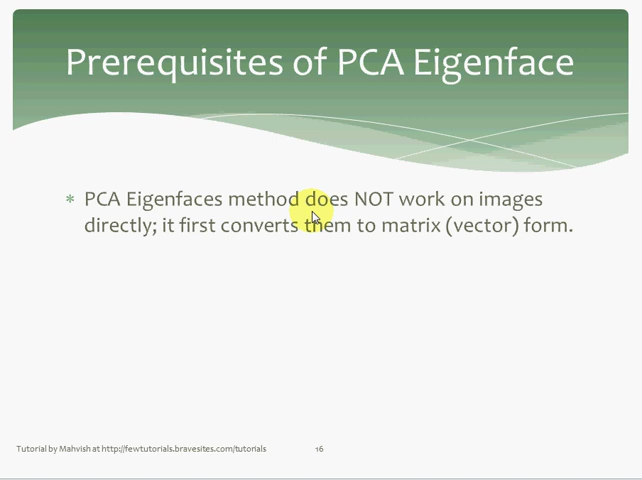 Prerequisites of PCA Eigenface
* PCA Eigenfaces method does NOT work on images
directly; it first converts them to matrix (vector) form.
Tutorial by Mahvish at http://fewtutorials.bravesites.com/tutorials 16